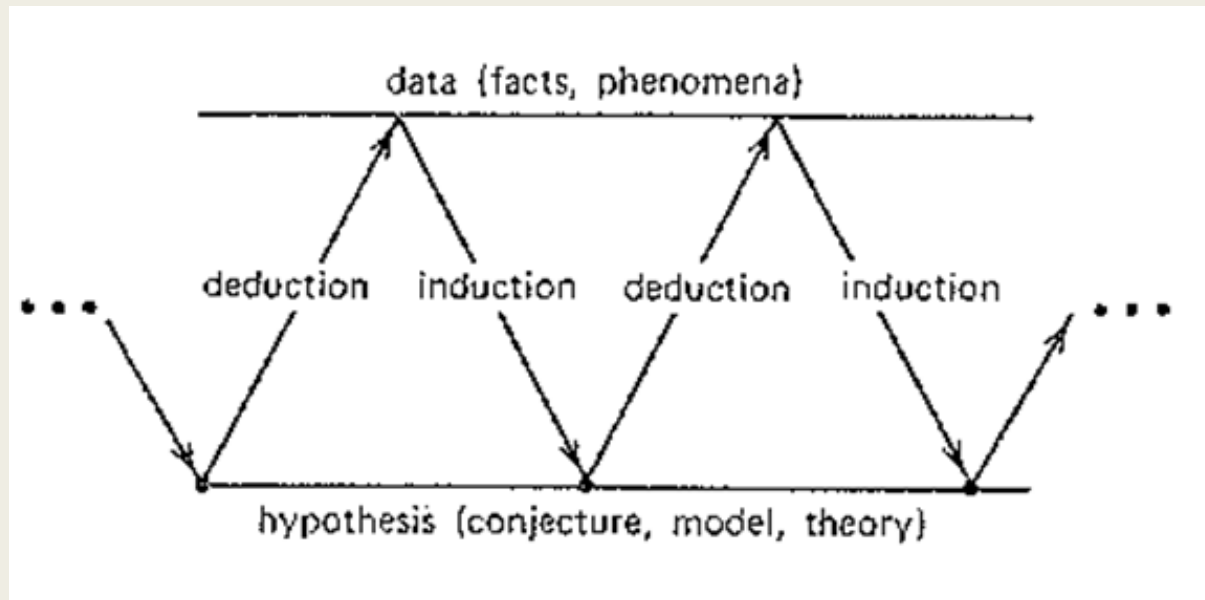 data (facts, phenomena)
deduction induction deduction induction
hypothesis (conjecture, model, theory)